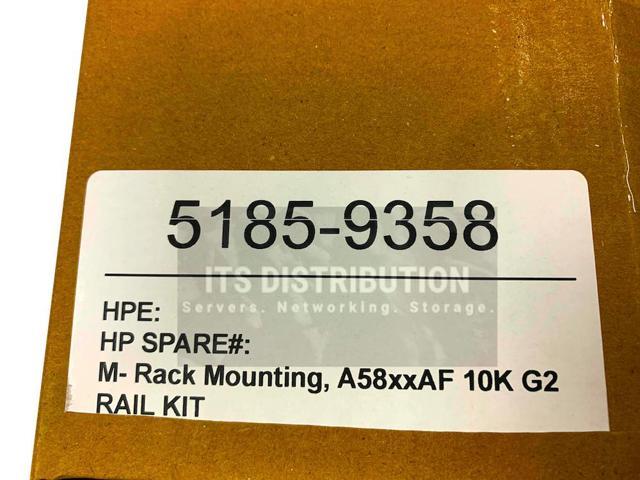 5185-9358
ITS DISTRIBUTION
Servers. Networking. Storage.
HPE:
HP SPARE#:
M- Rack Mounting, A58xxAF 10K G2
RAIL KIT